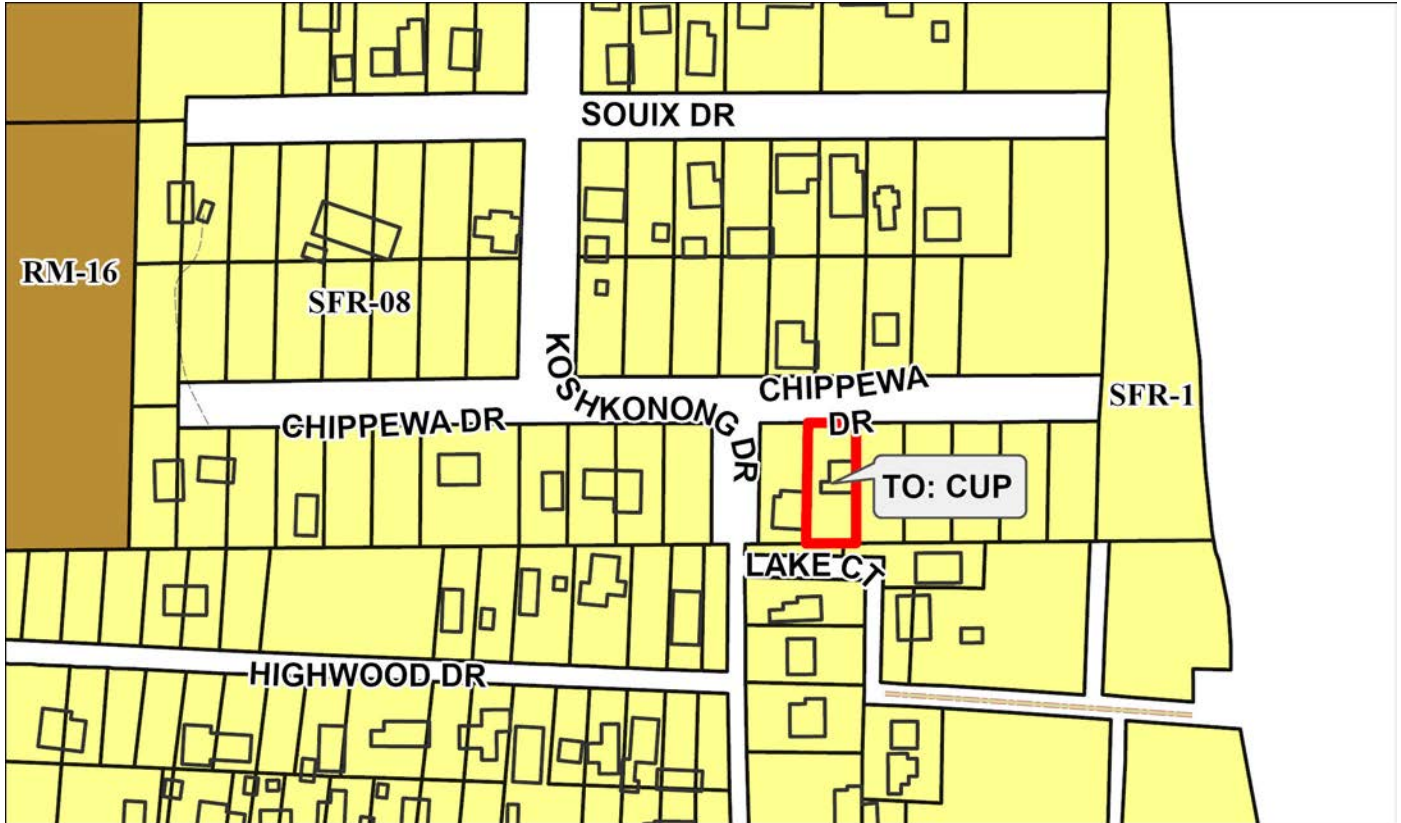 SOUIX DR
RM-16
SFR-08
KOSHKONONG DR
CHIPPEWA
DR
SFR-1
CHIPPEWA DR
TO: CUP
LAKE CT
HIGHWOOD DR